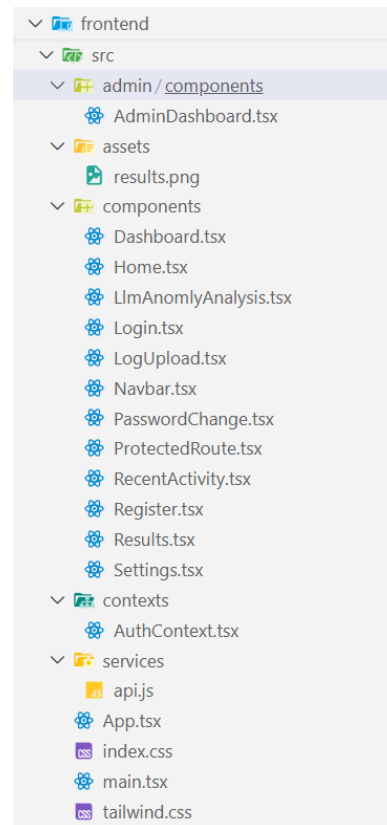 frontend
src
admin/components
AdminDashboard.tsx
assets
results.png
components
Dashboard.tsx
Home.tsx
LlmAnomlyAnalysis.tsx
Login.tsx
LogUpload.tsx
Navbar.tsx
PasswordChange.tsx
ProtectedRoute.tsx
RecentActivity.tsx
Register.tsx
Results.tsx
Settings.tsx
contexts
AuthContext.tsx
services
JS api.js
App.tsx
CSS index.css
main.tsx
CSS tailwind.css